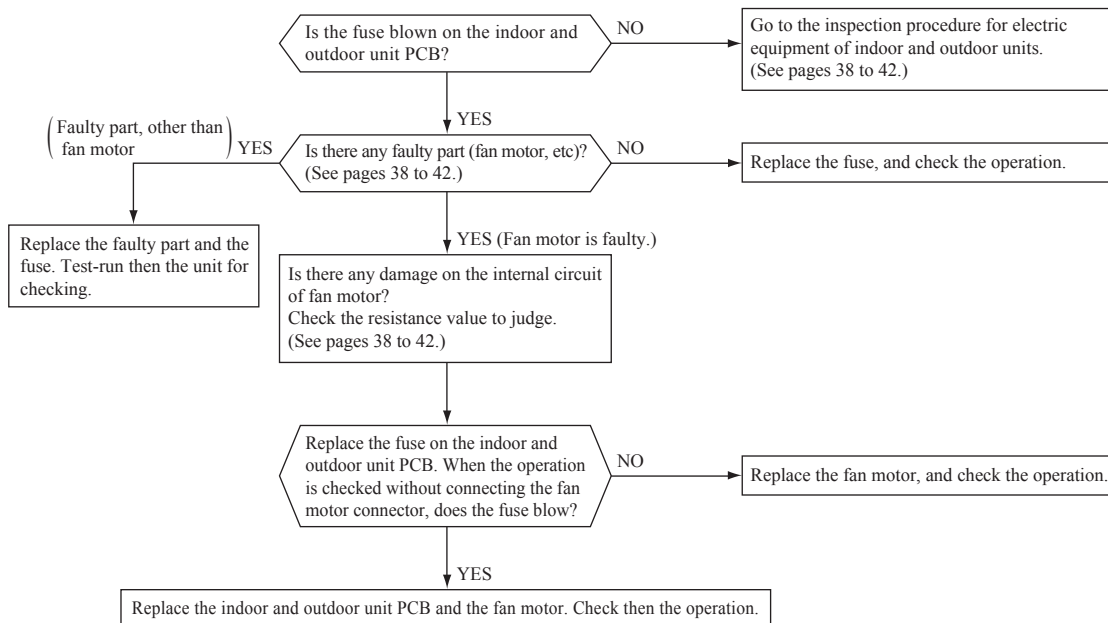 Is the fuse blown on the indoor and
outdoor unit PCB?
NO
Go to the inspection procedure for electric
equipment of indoor and outdoor units.
(See pages 38 to 42.)
YES
(Faulty part, other than
fan motor)
YES
Is there any faulty part (fan motor, etc)?
(See pages 38 to 42.)
NO
Replace the fuse, and check the operation.
Replace the faulty part and the
fuse. Test-run then the unit for
checking.
YES (Fan motor is faulty.)
Is there any damage on the internal circuit
of fan motor?
Check the resistance value to judge.
(See pages 38 to 42.)
Replace the fuse on the indoor and
outdoor unit PCB. When the operation
is checked without connecting the fan
motor connector, does the fuse blow?
NO
Replace the fan motor, and check the operation.
YES
Replace the indoor and outdoor unit PCB and the fan motor. Check then the operation.